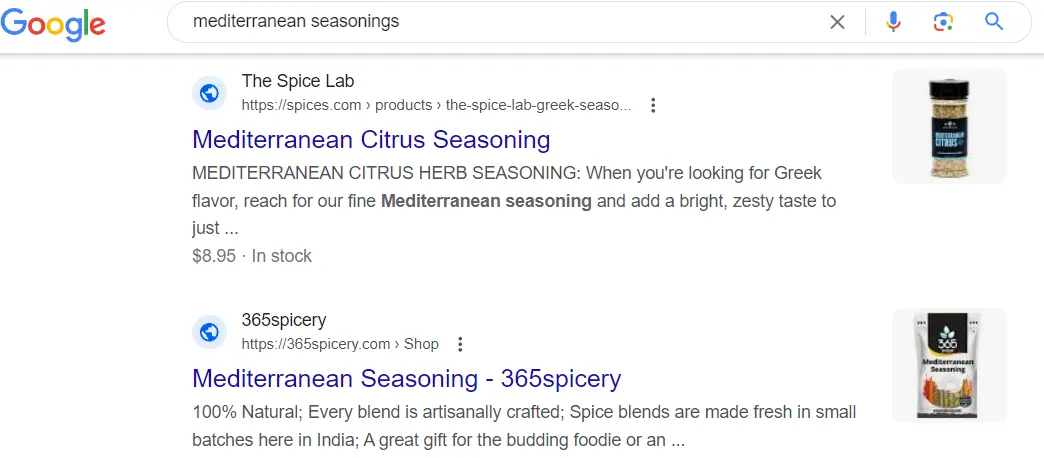 Google
mediterranean seasonings
The Spice Lab
https://spices.com › products › the-spice-lab-greek-seaso...
Mediterranean Citrus Seasoning
MEDITERRANEAN CITRUS HERB SEASONING: When you're looking for Greek
flavor, reach for our fine Mediterranean seasoning and add a bright, zesty taste to
just ...
$8.95 · In stock
MEDITERRANEAN
CITRUS
365spicery
https://365spicery.com › Shop
Mediterranean Seasoning - 365spicery
100% Natural; Every blend is artisanally crafted; Spice blends are made fresh in small
batches here in India; A great gift for the budding foodie or an ...
365
Mediterranean
Seasoning